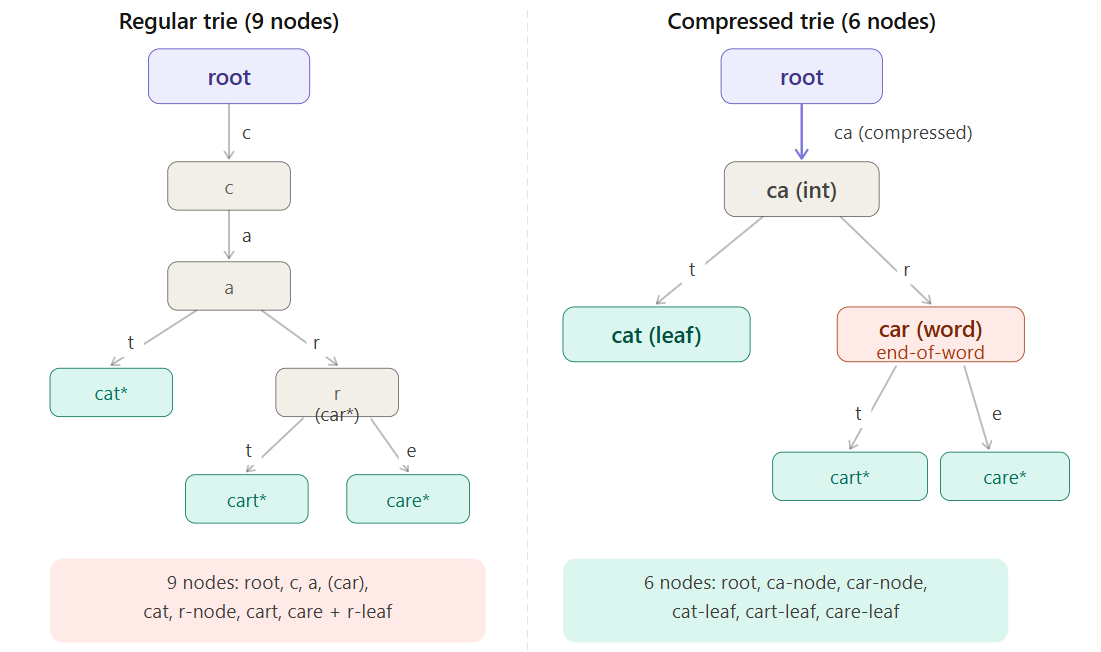 Regular trie (9 nodes)
root
c
c
a
a
t
r
cat*
r
(car*)
t
e
cart*
care*
9 nodes: root, c, a, (car),
cat, r-node, cart, care + r-leaf
Compressed trie (6 nodes)
root
ca (compressed)
ca (int)
t
r
cat (leaf)
car (word)
end-of-word
t
e
cart*
care*
6 nodes: root, ca-node, car-node,
cat-leaf, cart-leaf, care-leaf